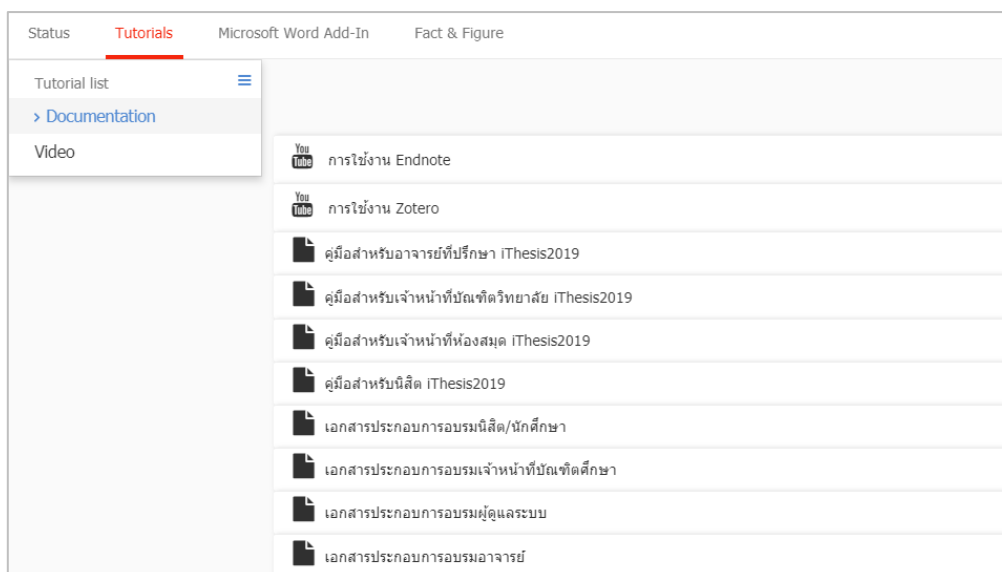 Status Tutorials Microsoft Word Add-In Fact & Figure
Tutorial list
Documentation
Video
You Tube การใช้งาน Endnote
You Tube การใช้งาน Zotero
คู่มือสำหรับอาจารย์ที่ปรึกษา iThesis2019
คู่มือสำหรับเจ้าหน้าที่บัณฑิตวิทยาลัย iThesis2019
คู่มือสำหรับเจ้าหน้าที่ห้องสมุด iThesis2019
คู่มือสำหรับนิสิต iThesis2019
เอกสารประกอบการอบรมนิสิต/นักศึกษา
เอกสารประกอบการอบรมเจ้าหน้าที่บัณฑิตศึกษา
เอกสารประกอบการอบรมผู้ดูแลระบบ
เอกสารประกอบการอบรมอาจารย์